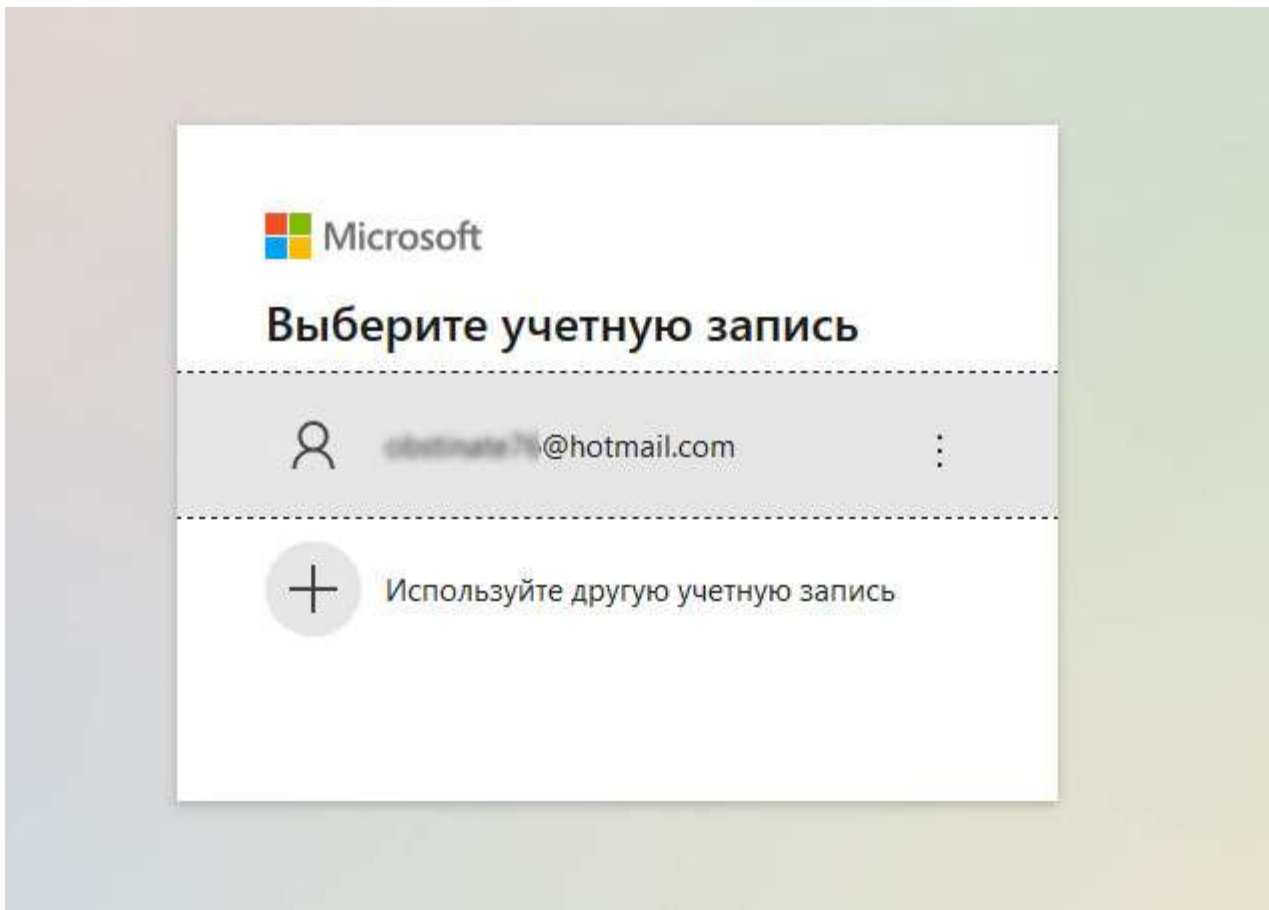 Microsoft
Выберите учетную запись
@hotmail.com
Используйте другую учетную запись